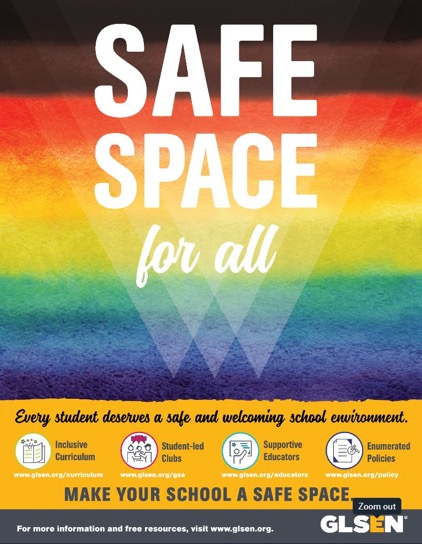 SAFE
SPACE
for all
Every student deserves a safe and welcoming school environment.
Inclusive
Curriculum
www.glsen.org/curriculum
Student-led
Clubs
www.glsen.org/gsa
Supportive
Educators
www.glsen.org/educators
Enumerated
Policies
www.glsen.org/policy
MAKE YOUR SCHOOL A SAFE SPACE
Zoom out
For more information and free resources, visit www.glsen.org.
GLSEN®